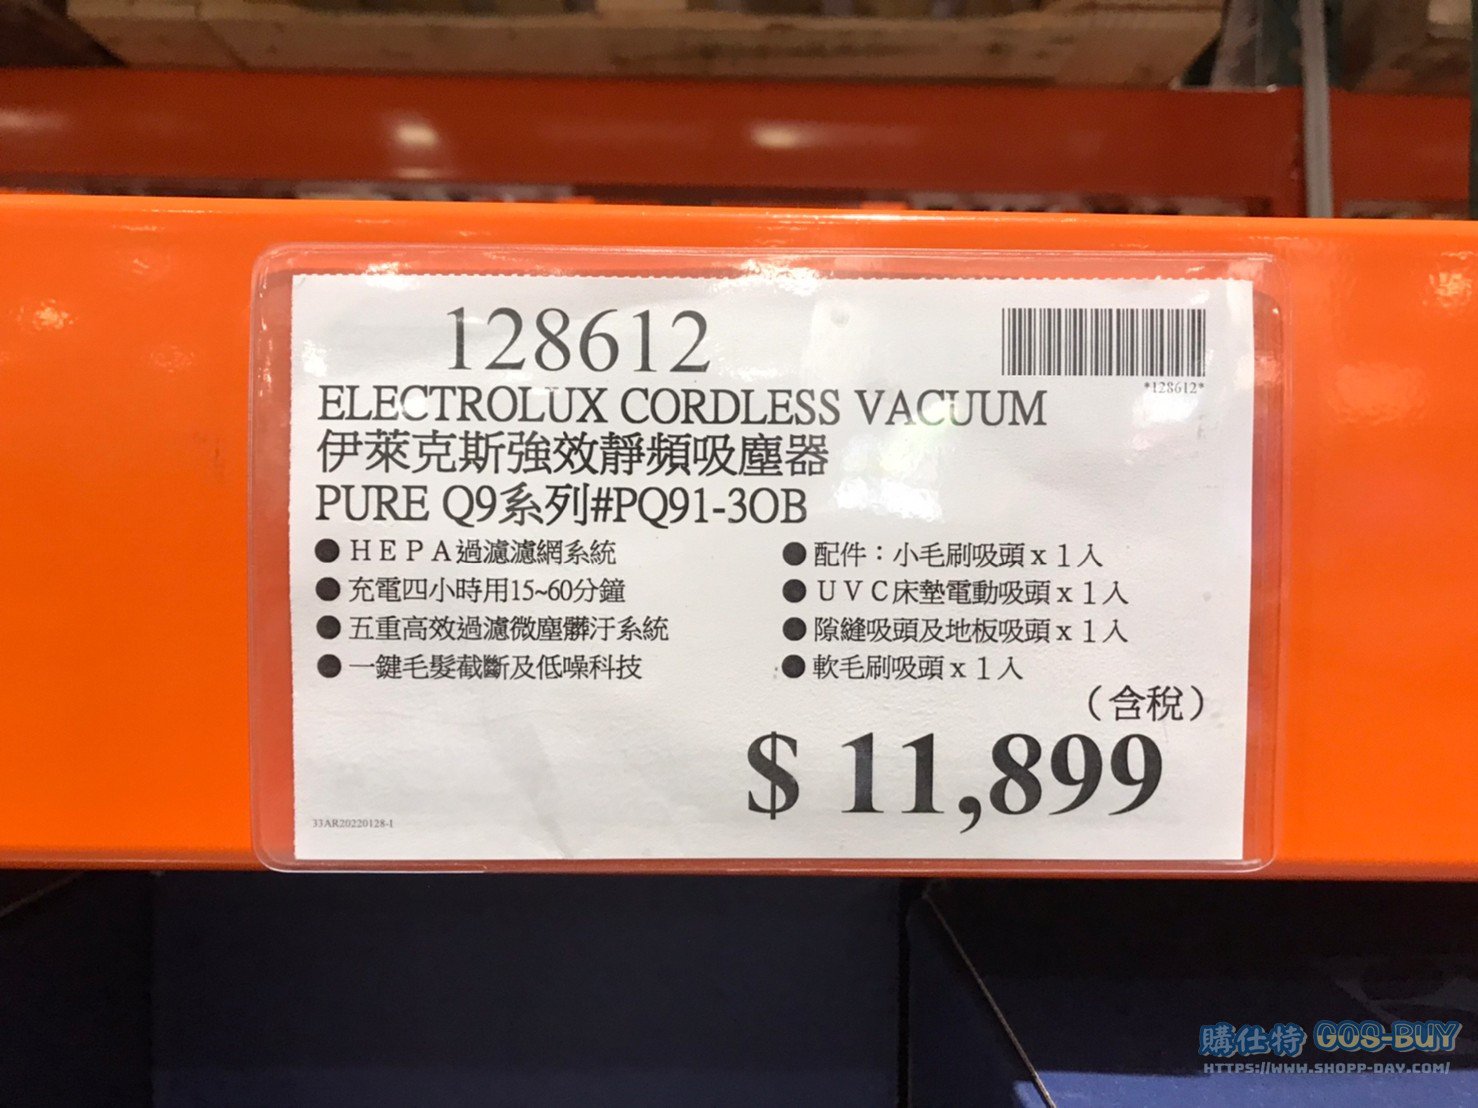 128612
*128612*
ELECTROLUX CORDLESS VACUUM
伊萊克斯強效靜頻吸塵器
PURE Q9系列#PQ91-3OB
●ＨＥＰＡ過濾濾網系統
●充電四小時用15~60分鐘
●五重高效過濾微塵髒汙系統
●一鍵毛髮截斷及低噪科技
●配件：小毛刷吸頭ｘ１入
●ＵＶＣ床墊電動吸頭ｘ１入
●隙縫吸頭及地板吸頭ｘ１入
●軟毛刷吸頭ｘ１入
（含稅）
$ 11,899
33AR20220128-1
購仕特 GOS-BUY
HTTPS://WWW.SHOPP-DAY.COM/